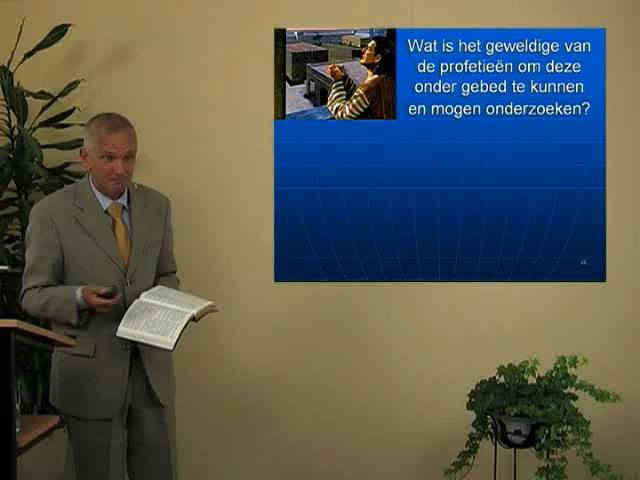 Wat is het geweldige van
de profetieën om deze
onder gebed te kunnen
en mogen onderzoeken?